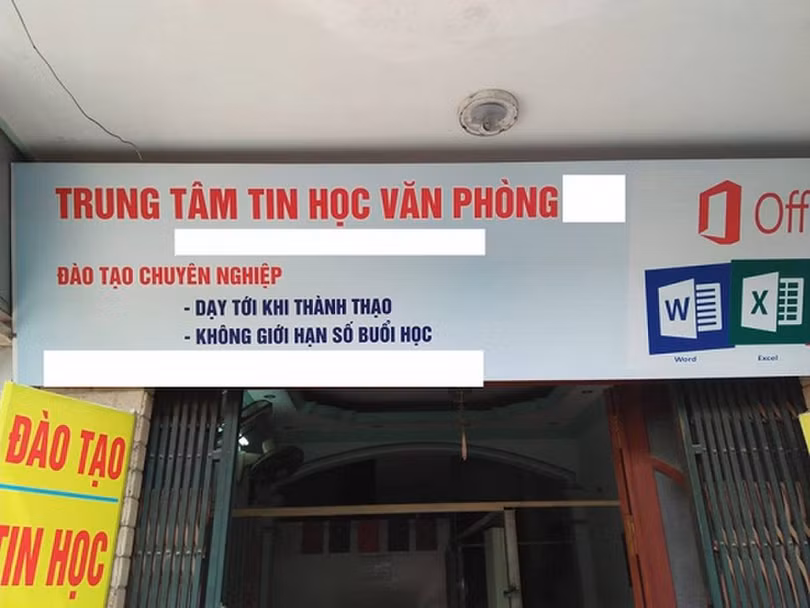 TRUNG TÂM TIN HỌC VĂN PHÒNG
ĐÀO TẠO CHUYÊN NGHIỆP
- DẠY TỚI KHI THÀNH THẠO
- KHÔNG GIỚI HẠN SỐ BUỔI HỌC
Off
W
X
Word
Excel
ĐÀO TẠO
TIN HỌC